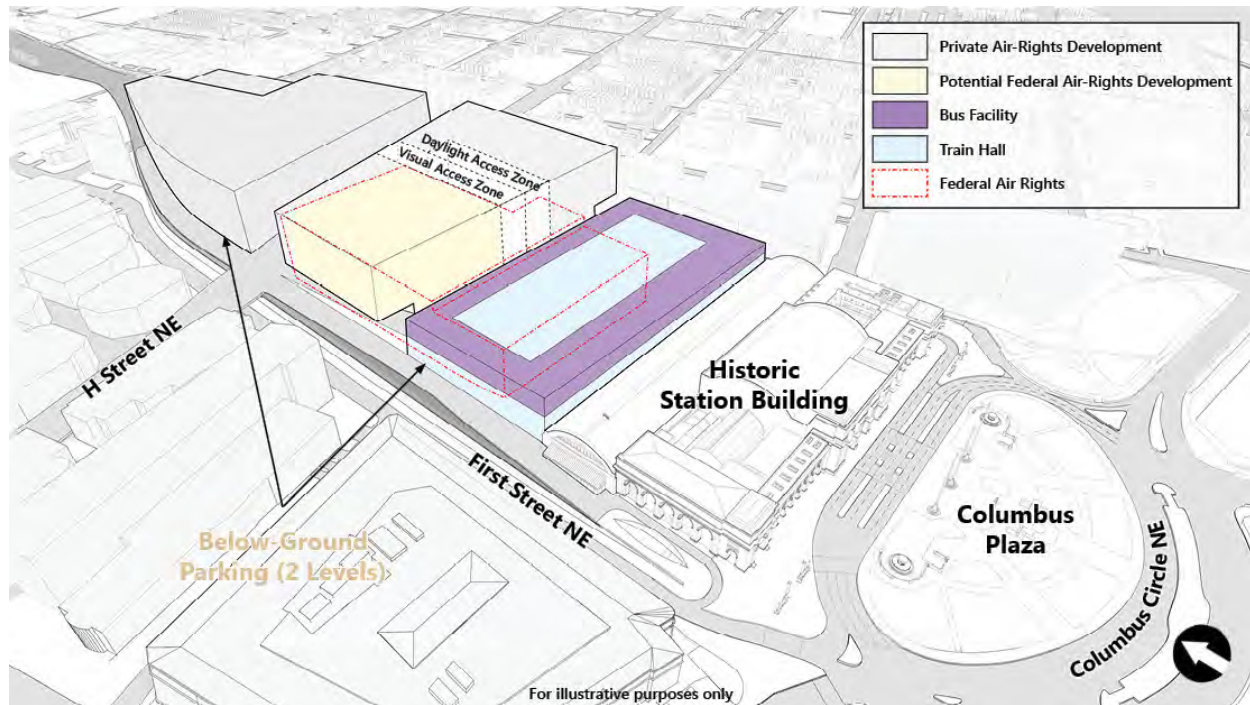 Private Air-Rights Development
Potential Federal Air-Rights Development
Bus Facility
Train Hall
Federal Air Rights
Daylight Access Zone
Visual Access Zone
H Street NE
Historic
Station Building
First Street NE
Columbus
Plaza
Below-Ground
Parking (2 Levels)
Columbus Circle NE
For illustrative purposes only